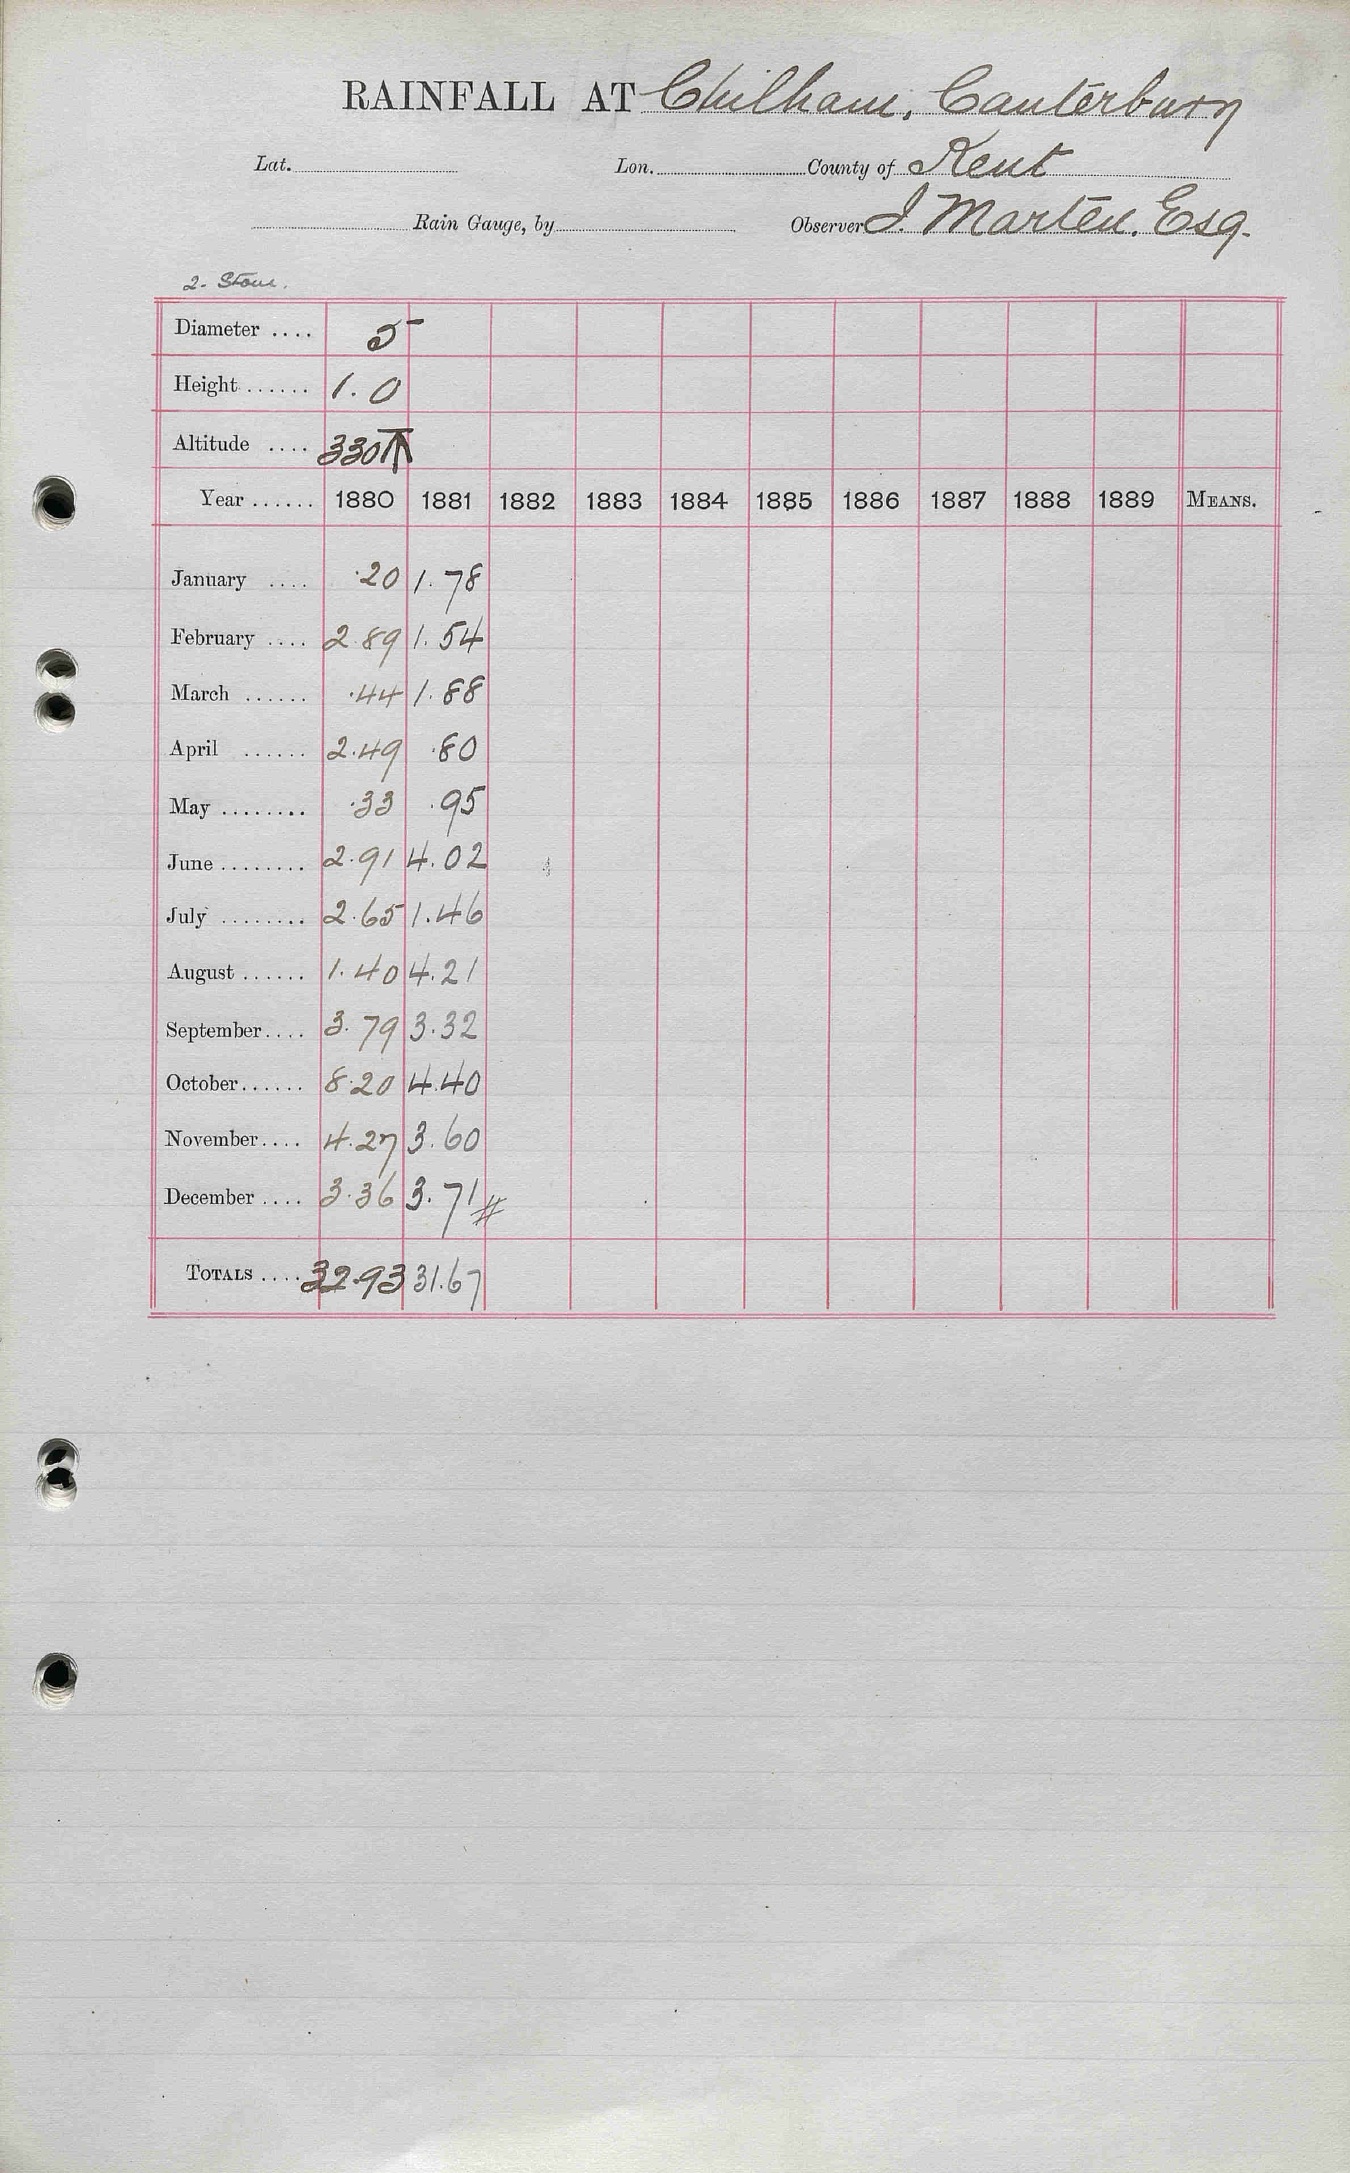 RAINFALL AT Chilham, Canterbury
Lat. Lon. County of Kent
Rain Gauge, by Observer J. Marten. Esq.
2. Stour.
Diameter .... 5
Height ...... 1.0
Altitude .... 330 T
Year ...... 1880 1881 1882 1883 1884 1885 1886 1887 1888 1889 MEANS.
January .... .20 1.78
February .... 2.89 1.54
March ...... .44 1.88
April ...... 2.49 .80
May ........ .33 .95
June ........ 2.91 4.02
July ........ 2.65 1.46
August ...... 1.40 4.21
September .... 3.79 3.32
October ...... 8.20 4.40
November .... 4.27 3.60
December .... 3.36 3.71 #
TOTALS .... 32.93 31.67